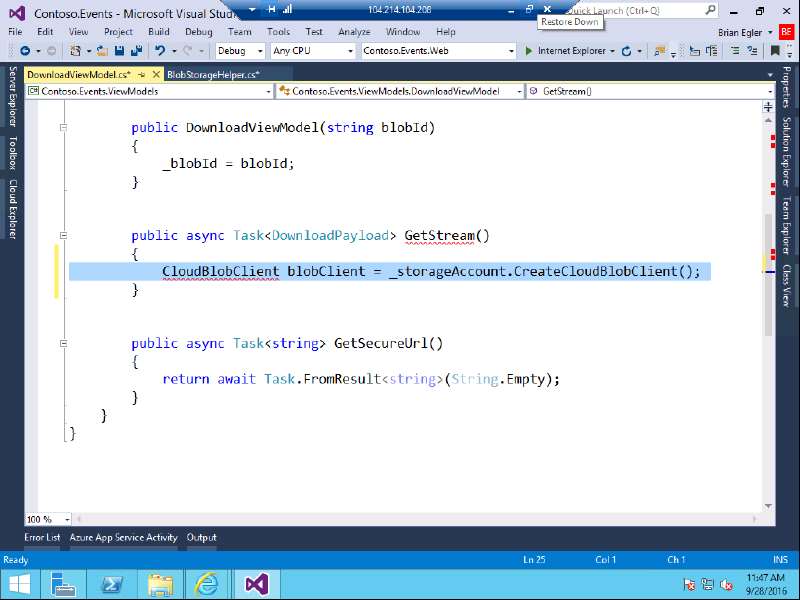 Contoso.Events - Microsoft Visual Studio
104.214.104.208
Quick Launch (Ctrl+Q)
Restore Down
File Edit View Project Build Debug Team Tools Test Analyze Window Help
Brian Egler
BE
Debug Any CPU Contoso.Events.Web Internet Explorer
Server Explorer
Toolbox
Cloud Explorer
DownloadViewModel.cs* BlobStorageHelper.cs*
Contoso.Events.ViewModels Contoso.Events.ViewModels.DownloadViewModel GetStream()
public DownloadViewModel(string blobId)
{
_blobId = blobId;
}
public async Task<DownloadPayload> GetStream()
{
CloudBlobClient blobClient = _storageAccount.CreateCloudBlobClient();
}
public async Task<string> GetSecureUrl()
{
return await Task.FromResult<string>(String.Empty);
}
}
}
Properties
Solution Explorer
Team Explorer
Class View
100 %
Error List Azure App Service Activity Output
Ready Ln 25 Col 1 Ch 1 INS
11:47 AM
9/28/2016